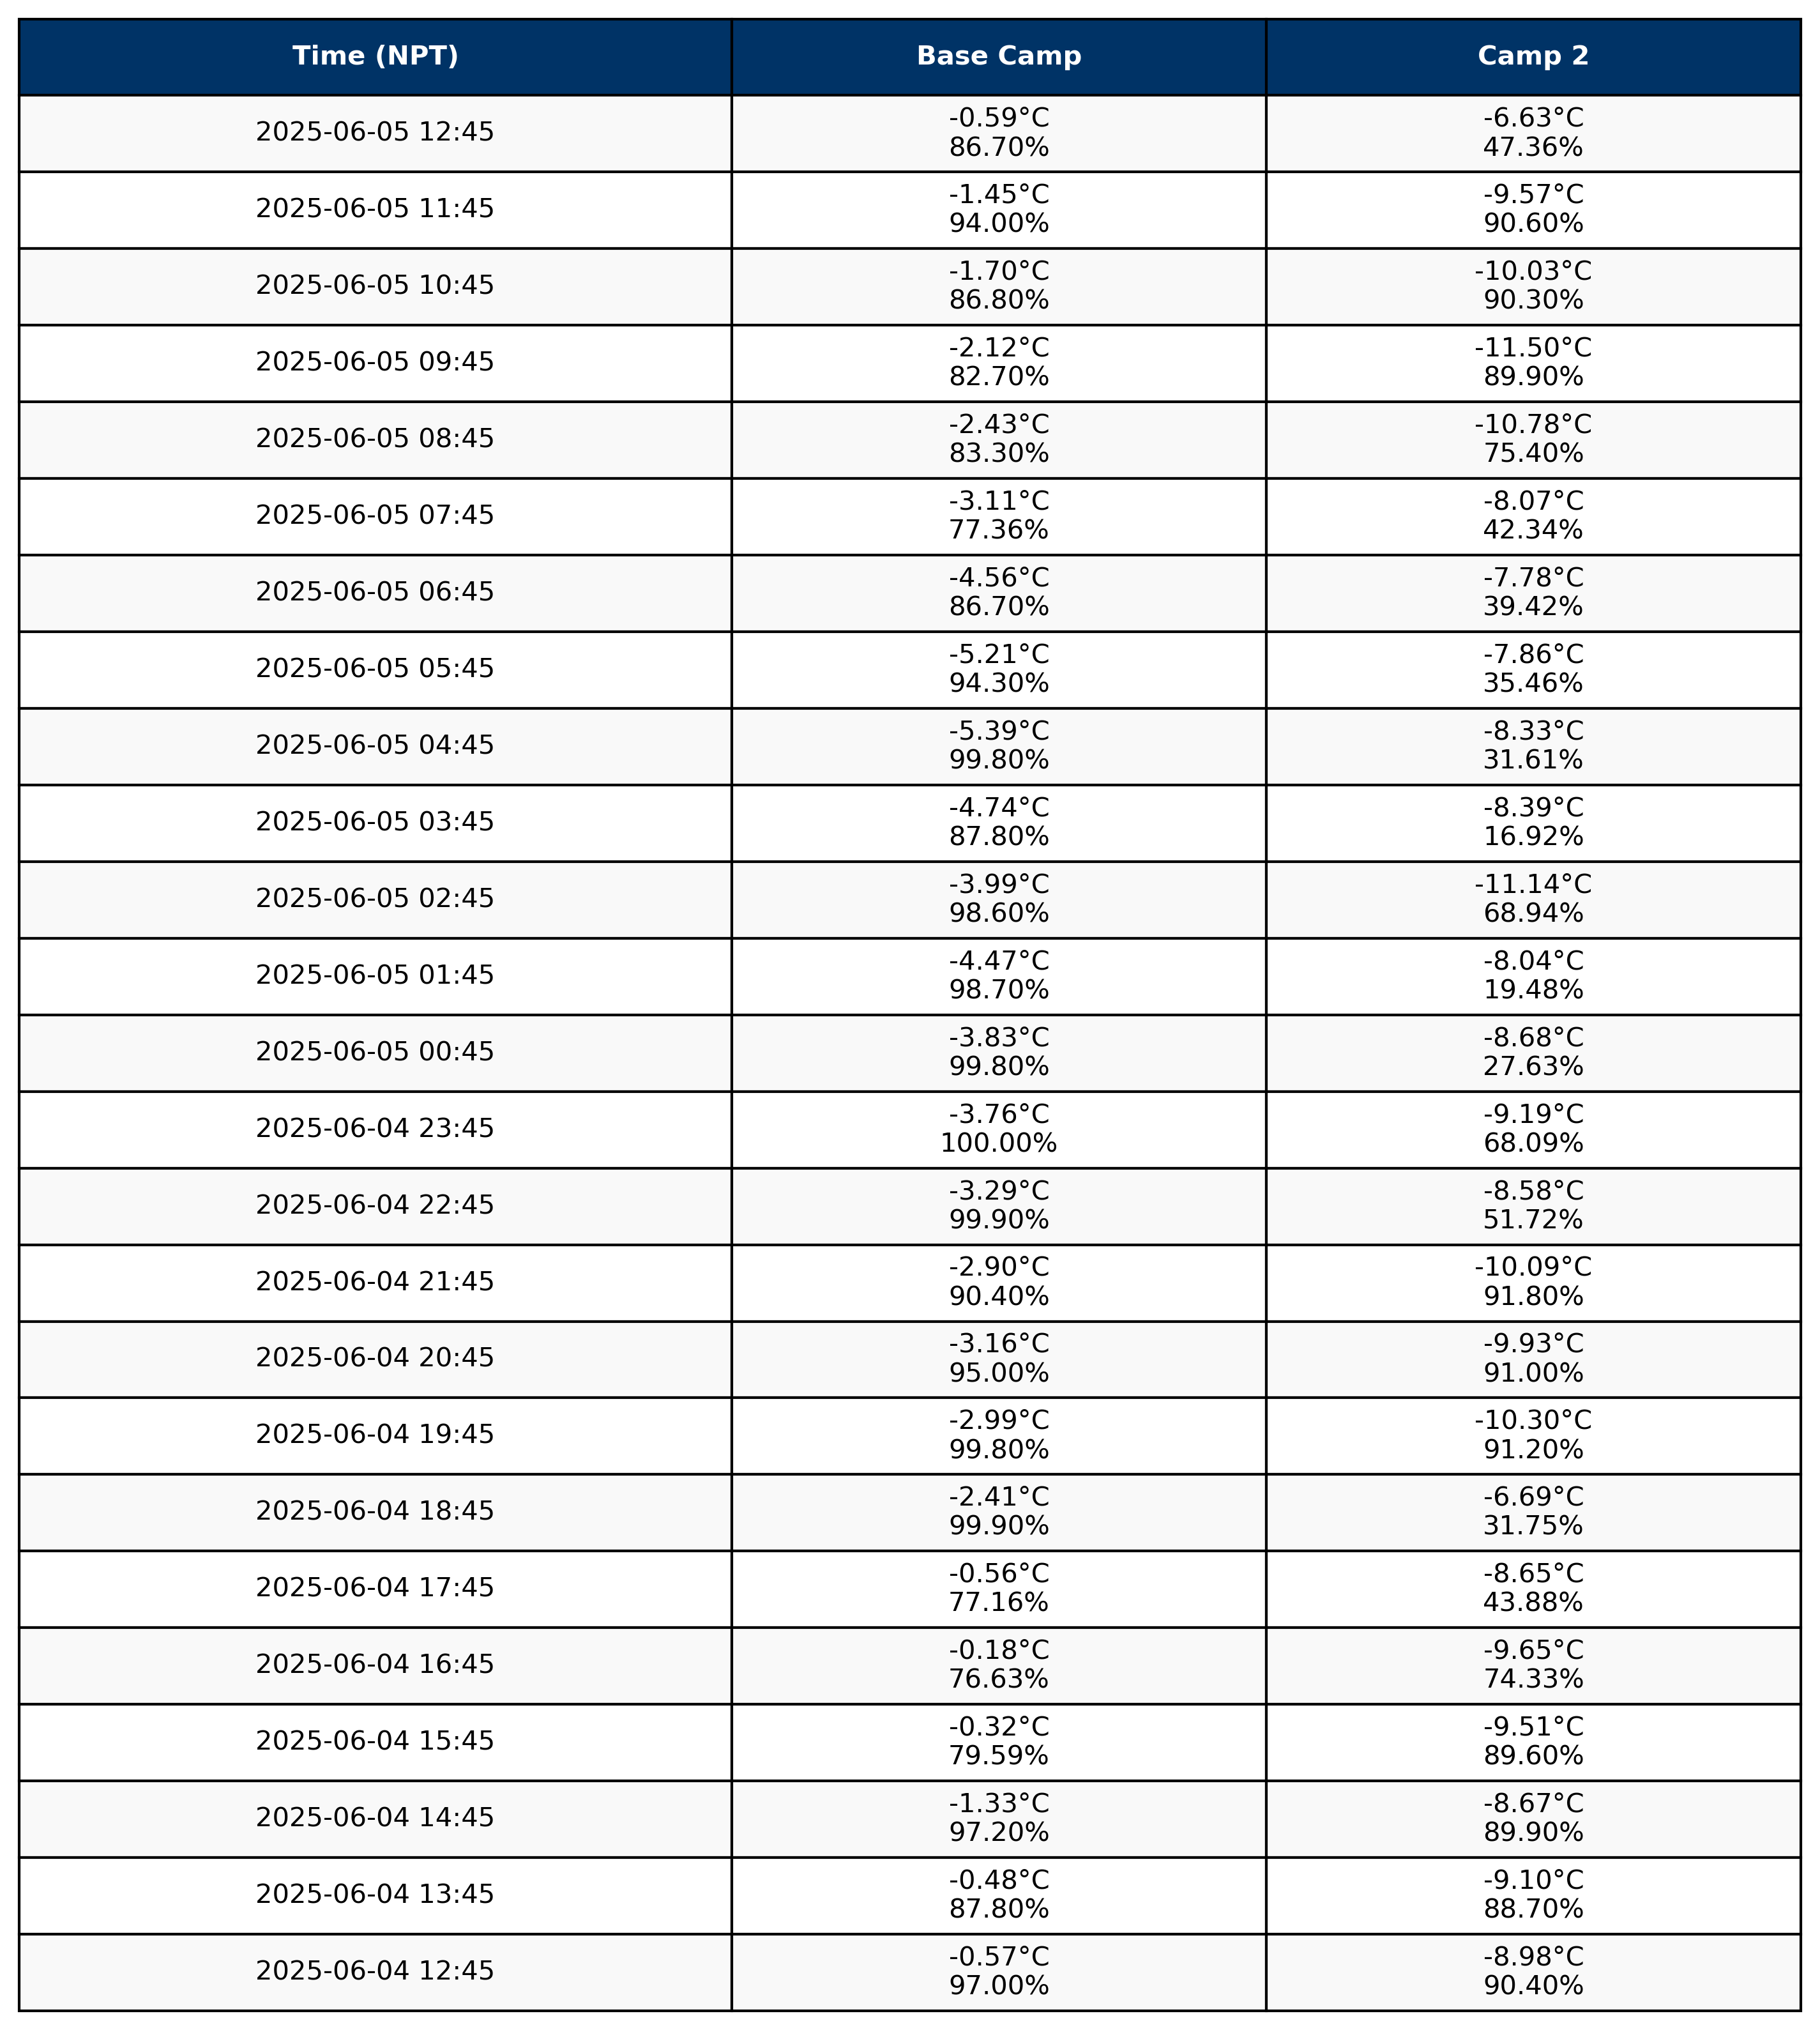 Time (NPT) Base Camp Camp 2
2025-06-05 12:45 -0.59°C -6.63°C
86.70% 47.36%
2025-06-05 11:45 -1.45°C -9.57°C
94.00% 90.60%
2025-06-05 10:45 -1.70°C -10.03°C
86.80% 90.30%
2025-06-05 09:45 -2.12°C -11.50°C
82.70% 89.90%
2025-06-05 08:45 -2.43°C -10.78°C
83.30% 75.40%
2025-06-05 07:45 -3.11°C -8.07°C
77.36% 42.34%
2025-06-05 06:45 -4.56°C -7.78°C
86.70% 39.42%
2025-06-05 05:45 -5.21°C -7.86°C
94.30% 35.46%
2025-06-05 04:45 -5.39°C -8.33°C
99.80% 31.61%
2025-06-05 03:45 -4.74°C -8.39°C
87.80% 16.92%
2025-06-05 02:45 -3.99°C -11.14°C
98.60% 68.94%
2025-06-05 01:45 -4.47°C -8.04°C
98.70% 19.48%
2025-06-05 00:45 -3.83°C -8.68°C
99.80% 27.63%
2025-06-04 23:45 -3.76°C -9.19°C
100.00% 68.09%
2025-06-04 22:45 -3.29°C -8.58°C
99.90% 51.72%
2025-06-04 21:45 -2.90°C -10.09°C
90.40% 91.80%
2025-06-04 20:45 -3.16°C -9.93°C
95.00% 91.00%
2025-06-04 19:45 -2.99°C -10.30°C
99.80% 91.20%
2025-06-04 18:45 -2.41°C -6.69°C
99.90% 31.75%
2025-06-04 17:45 -0.56°C -8.65°C
77.16% 43.88%
2025-06-04 16:45 -0.18°C -9.65°C
76.63% 74.33%
2025-06-04 15:45 -0.32°C -9.51°C
79.59% 89.60%
2025-06-04 14:45 -1.33°C -8.67°C
97.20% 89.90%
2025-06-04 13:45 -0.48°C -9.10°C
87.80% 88.70%
2025-06-04 12:45 -0.57°C -8.98°C
97.00% 90.40%